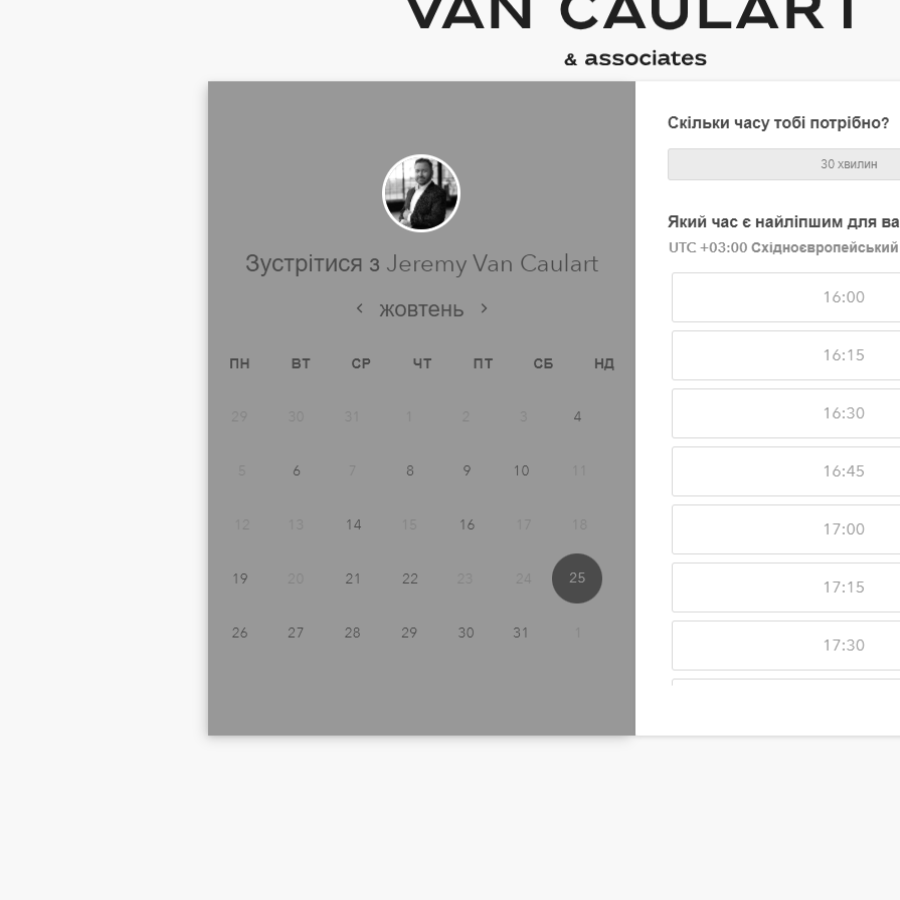 VAN CAULART
& associates
Зустрітися з Jeremy Van Caulart
жовтень
ПН ВТ СР ЧТ ПТ СБ НД
29 30 31 1 2 3 4
5 6 7 8 9 10 11
12 13 14 15 16 17 18
19 20 21 22 23 24 25
26 27 28 29 30 31 1
Скільки часу тобі потрібно?
30 хвилин
Який час є найліпшим для ва
UTC +03:00 Східноєвропейський
16:00
16:15
16:30
16:45
17:00
17:15
17:30